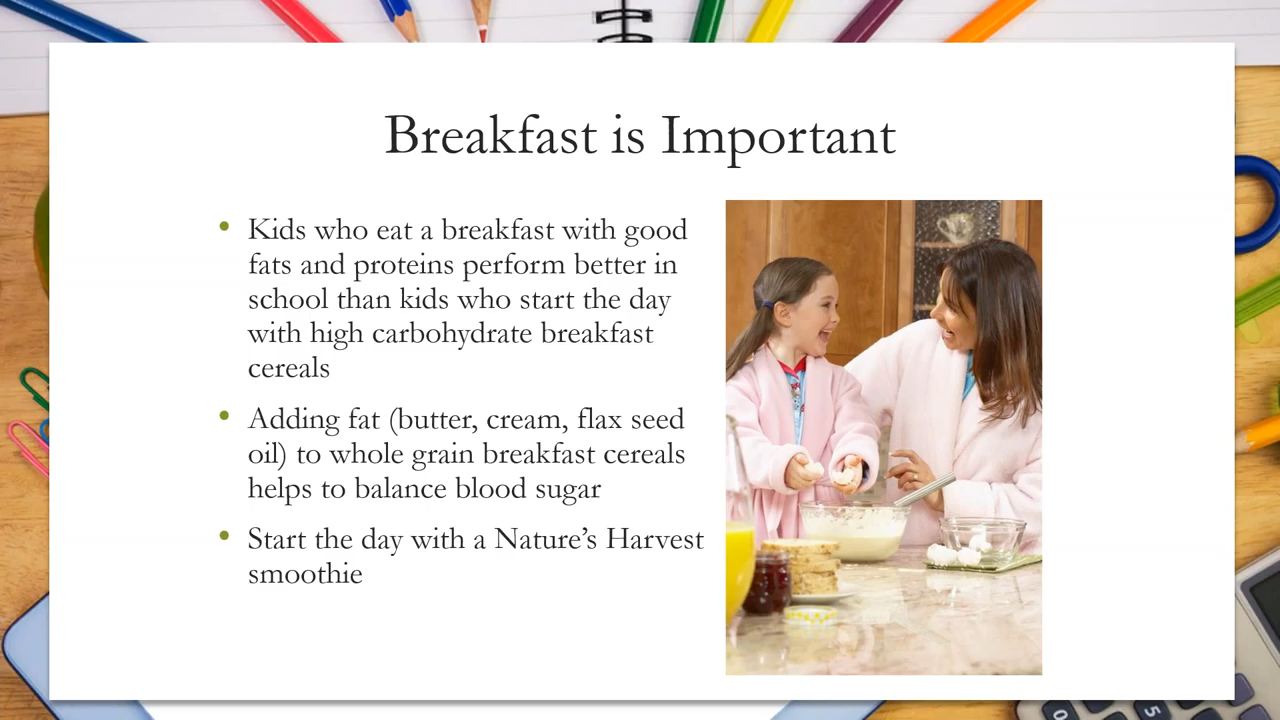 Breakfast is Important
• Kids who eat a breakfast with good
fats and proteins perform better in
school than kids who start the day
with high carbohydrate breakfast
cereals
• Adding fat (butter, cream, flax seed
oil) to whole grain breakfast cereals
helps to balance blood sugar
• Start the day with a Nature’s Harvest
smoothie
0
5